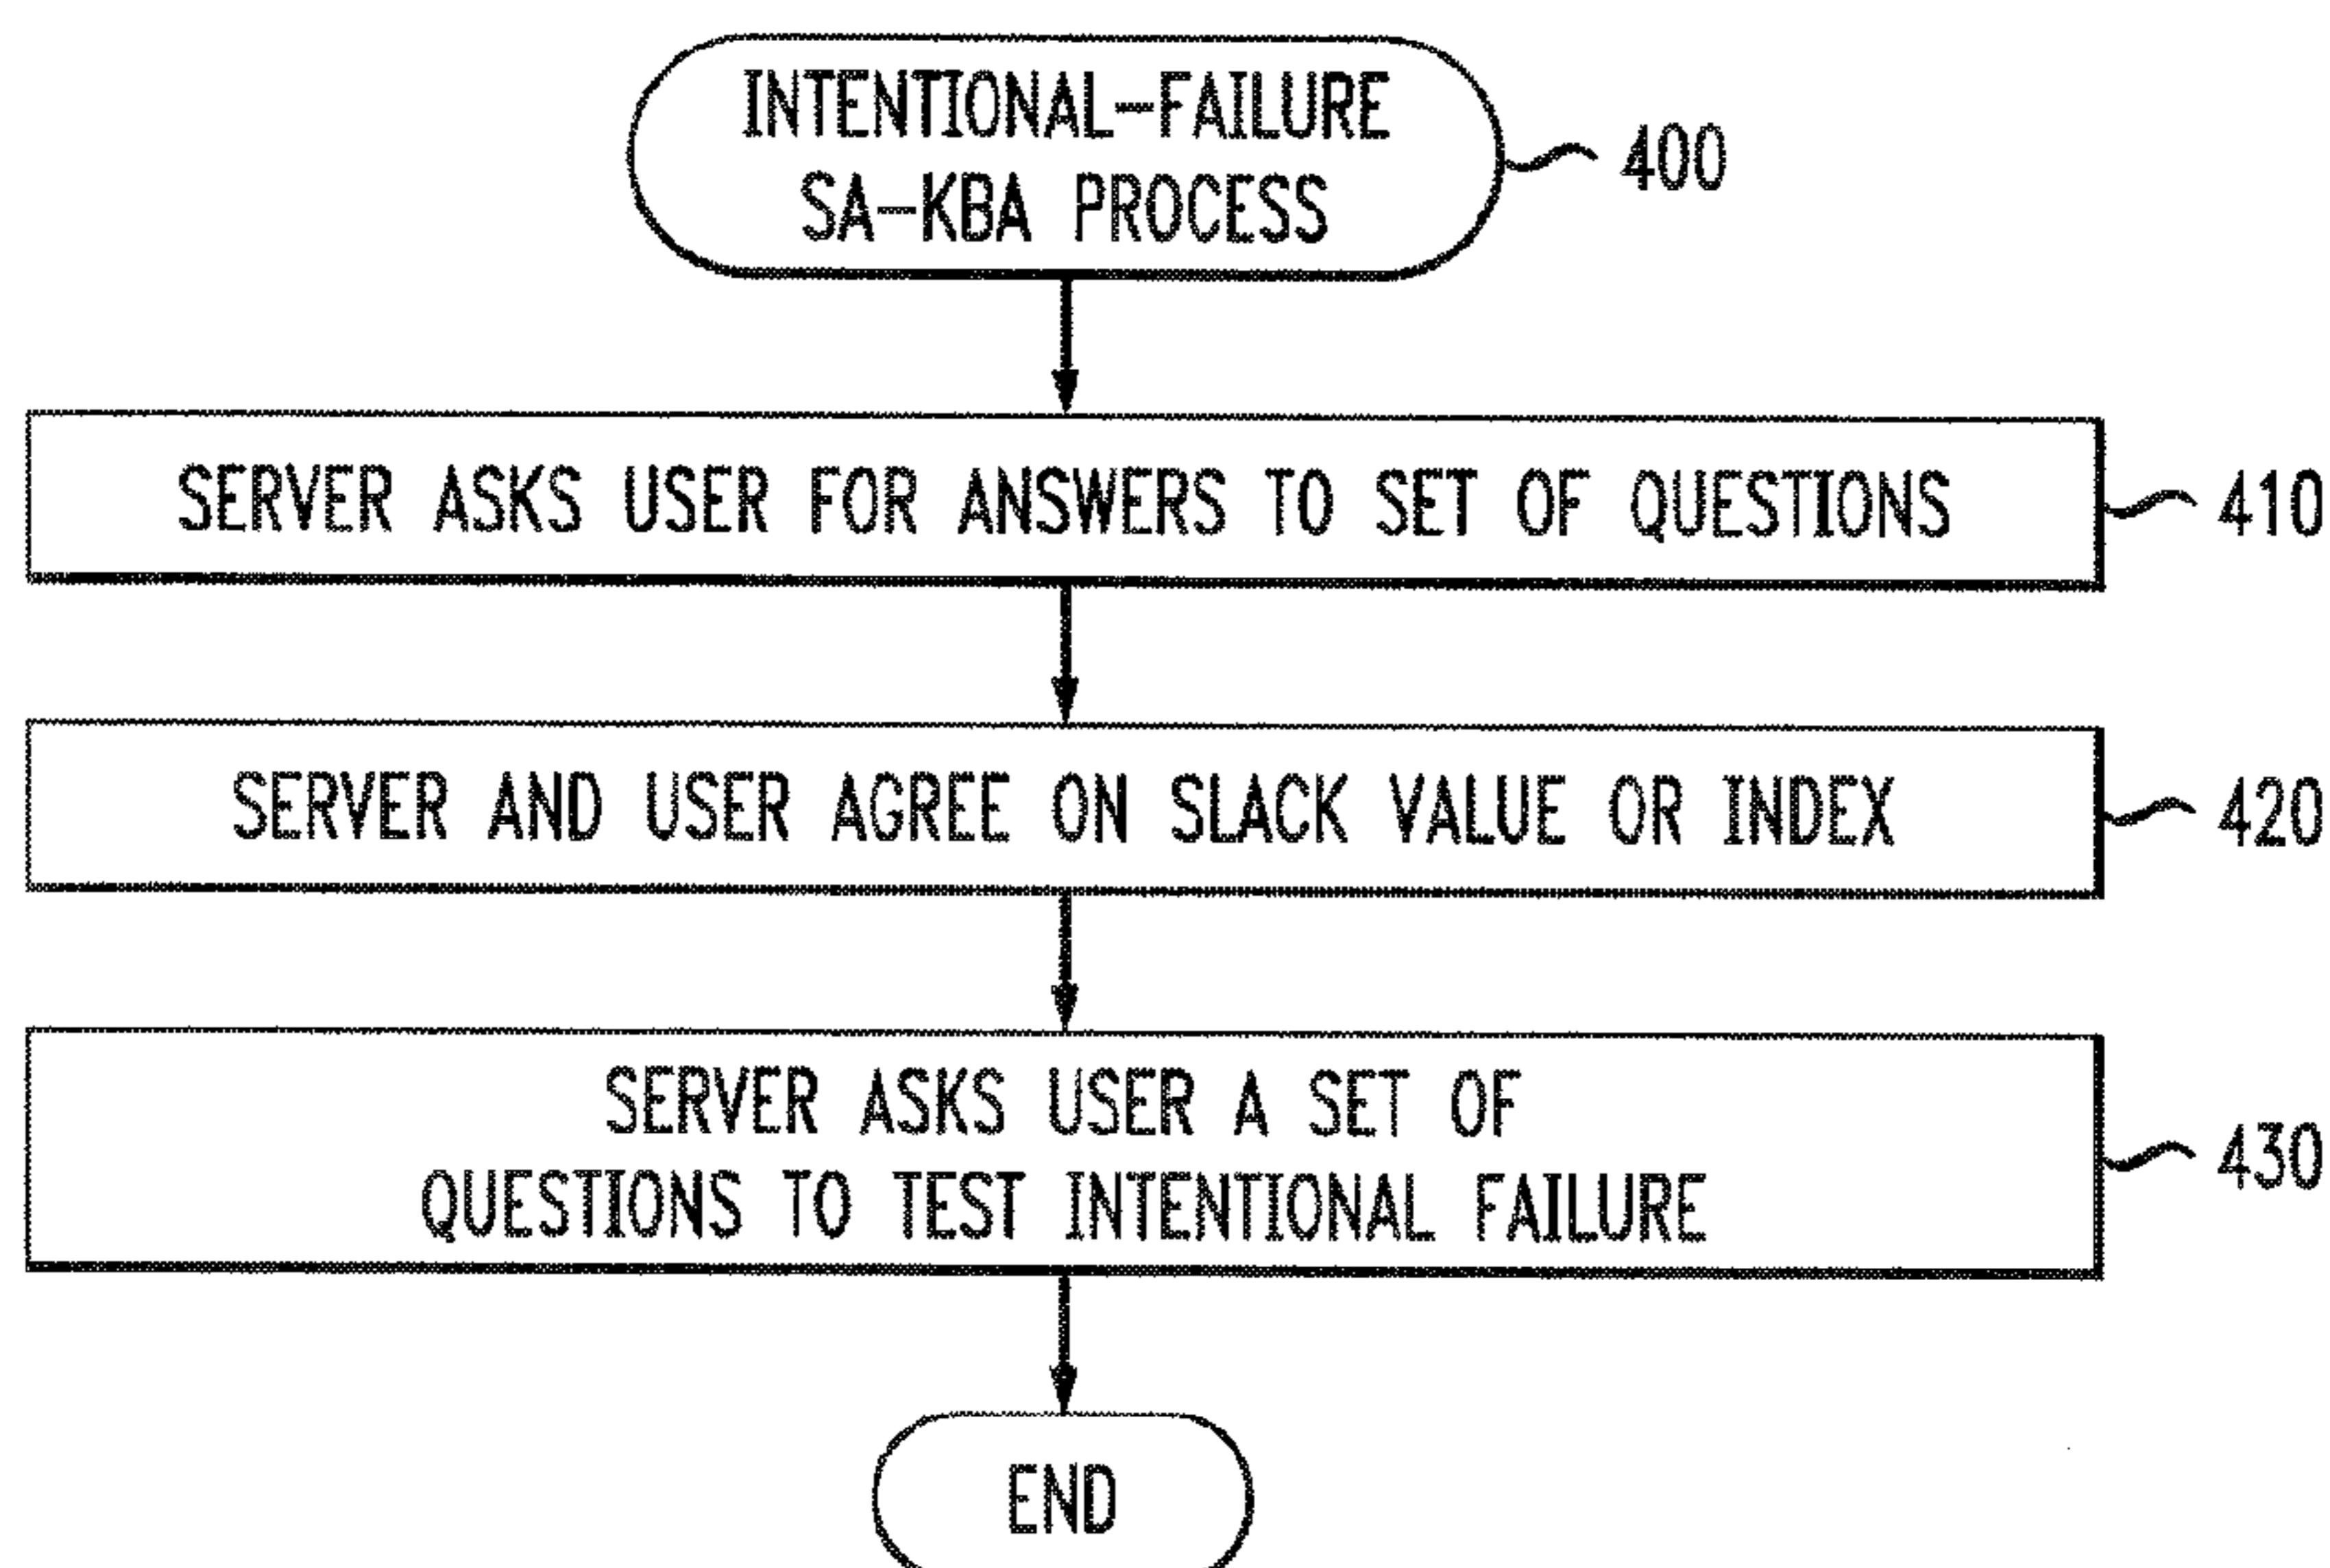 INTENTIONAL-FAILURE
SA-KBA PROCESS
400
SERVER ASKS USER FOR ANSWERS TO SET OF QUESTIONS
410
SERVER AND USER AGREE ON SLACK VALUE OR INDEX
420
SERVER ASKS USER A SET OF
QUESTIONS TO TEST INTENTIONAL FAILURE
430
END